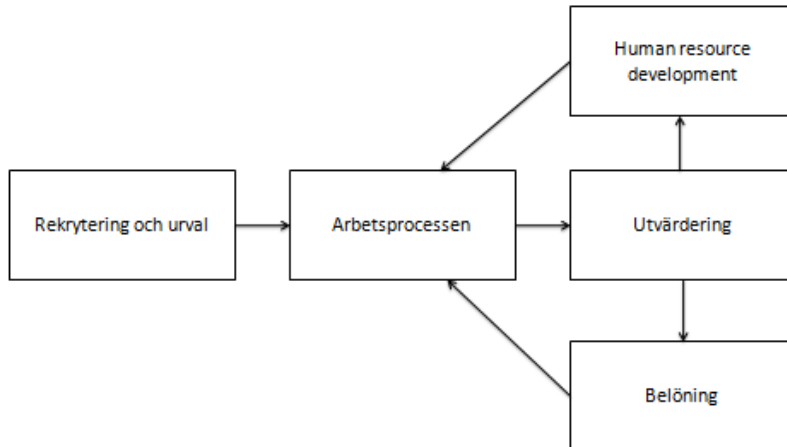 Human resource
development
Rekrytering och urval
Arbetsprocessen
Utvärdering
Belöning